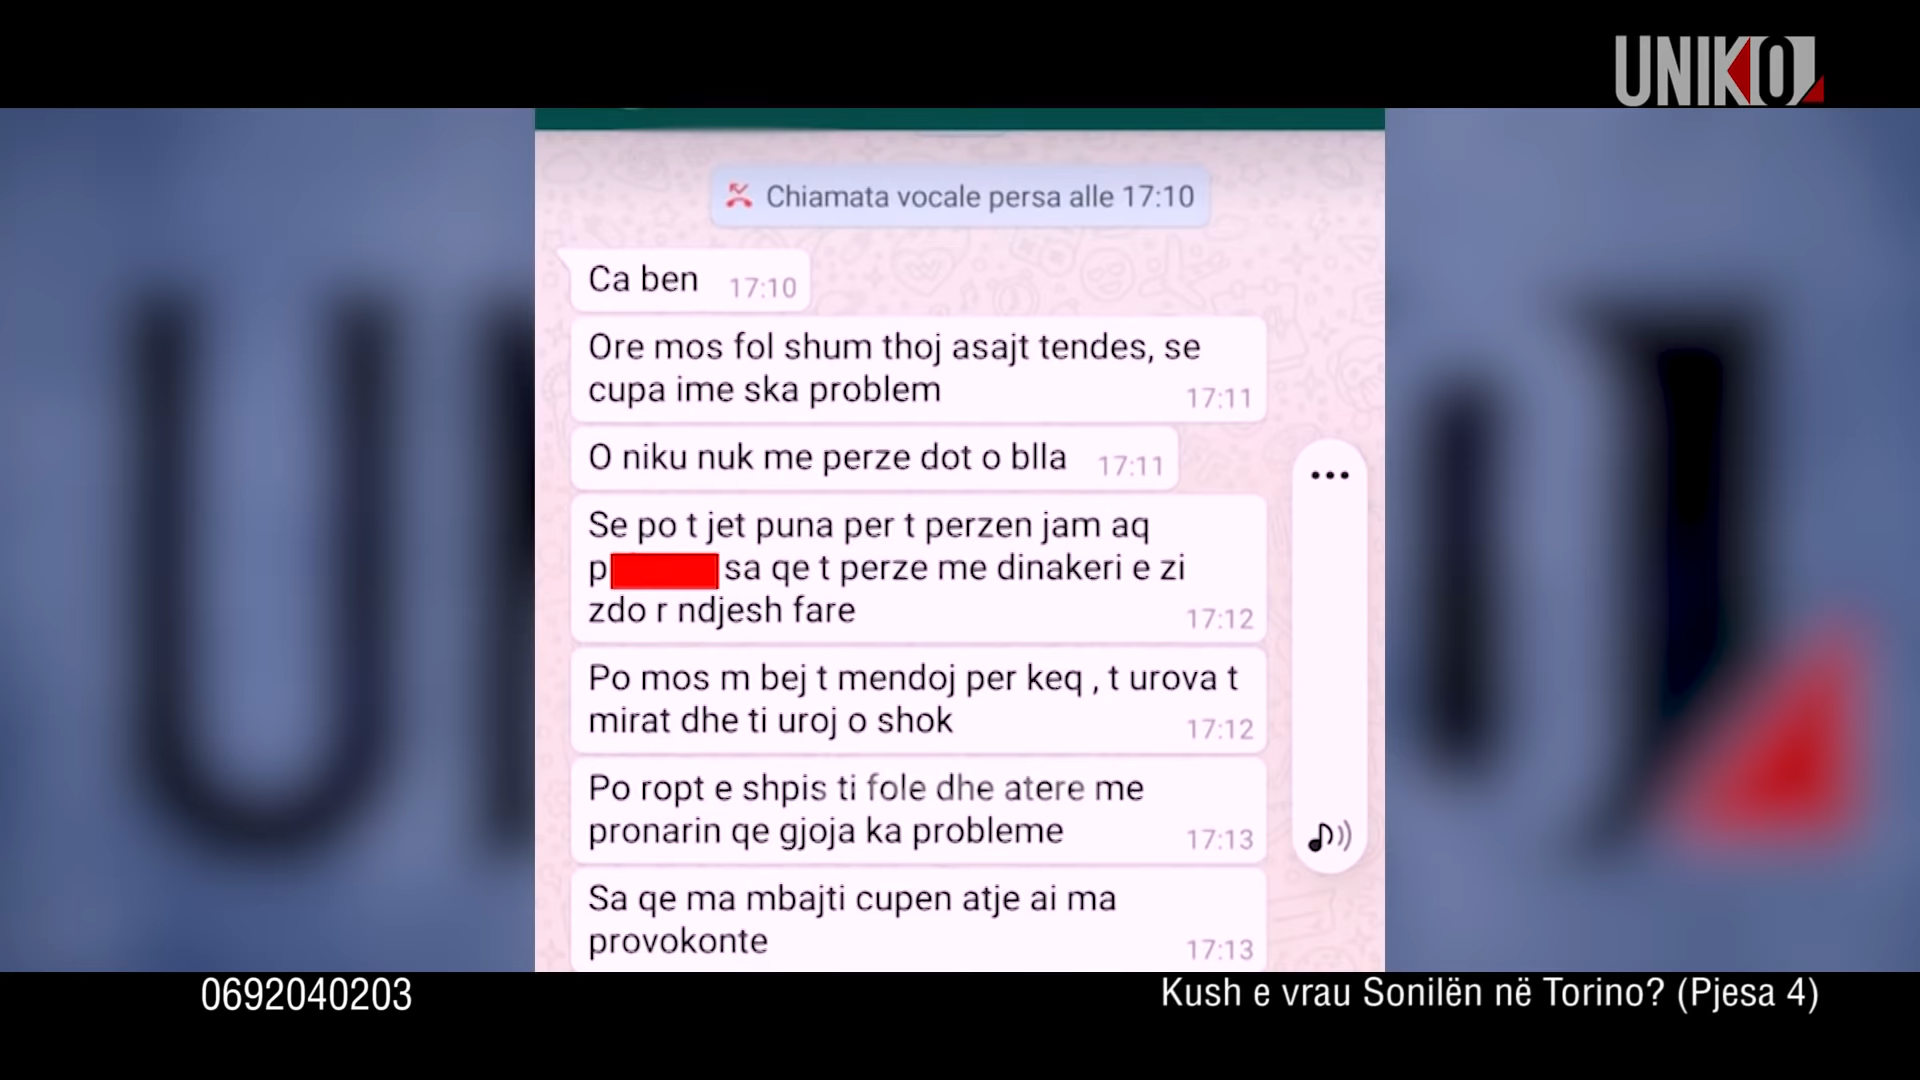 UNIKO
Chiamata vocale persa alle 17:10
Ca ben 17:10
Ore mos fol shum thoj asajt tendes, se
cupa ime ska problem 17:11
O niku nuk me perze dot o blla 17:11
Se po t jet puna per t perzen jam aq
p sa qe t perze me dinakeri e zi
zdo r ndjesh fare 17:12
Po mos m bej t mendoj per keq , t urova t
mirat dhe ti uroj o shok 17:12
Po ropt e shpis ti fole dhe atere me
pronarin qe gjoja ka probleme 17:13
Sa qe ma mbajti cupen atje ai ma
provokonte 17:13
0692040203
Kush e vrau Sonilën në Torino? (Pjesa 4)